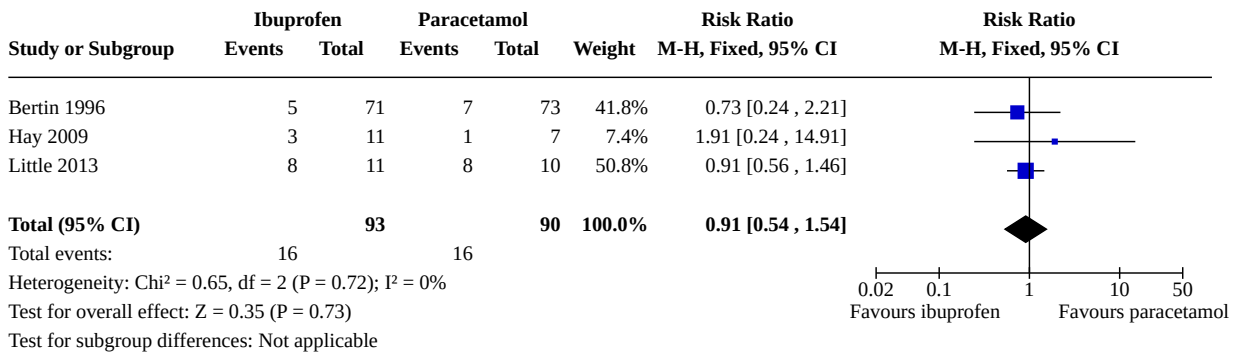 Ibuprofen Paracetamol Risk Ratio Risk Ratio
Study or Subgroup Events Total Events Total Weight M-H, Fixed, 95% CI M-H, Fixed, 95% CI
Bertin 1996 5 71 7 73 41.8% 0.73 [0.24 , 2.21]
Hay 2009 3 11 1 7 7.4% 1.91 [0.24 , 14.91]
Little 2013 8 11 8 10 50.8% 0.91 [0.56 , 1.46]
Total (95% CI) 93 90 100.0% 0.91 [0.54 , 1.54]
Total events: 16 16
Heterogeneity: Chi² = 0.65, df = 2 (P = 0.72); I² = 0%
0.02 0.1 1 10 50
Test for overall effect: Z = 0.35 (P = 0.73)
Favours ibuprofen Favours paracetamol
Test for subgroup differences: Not applicable